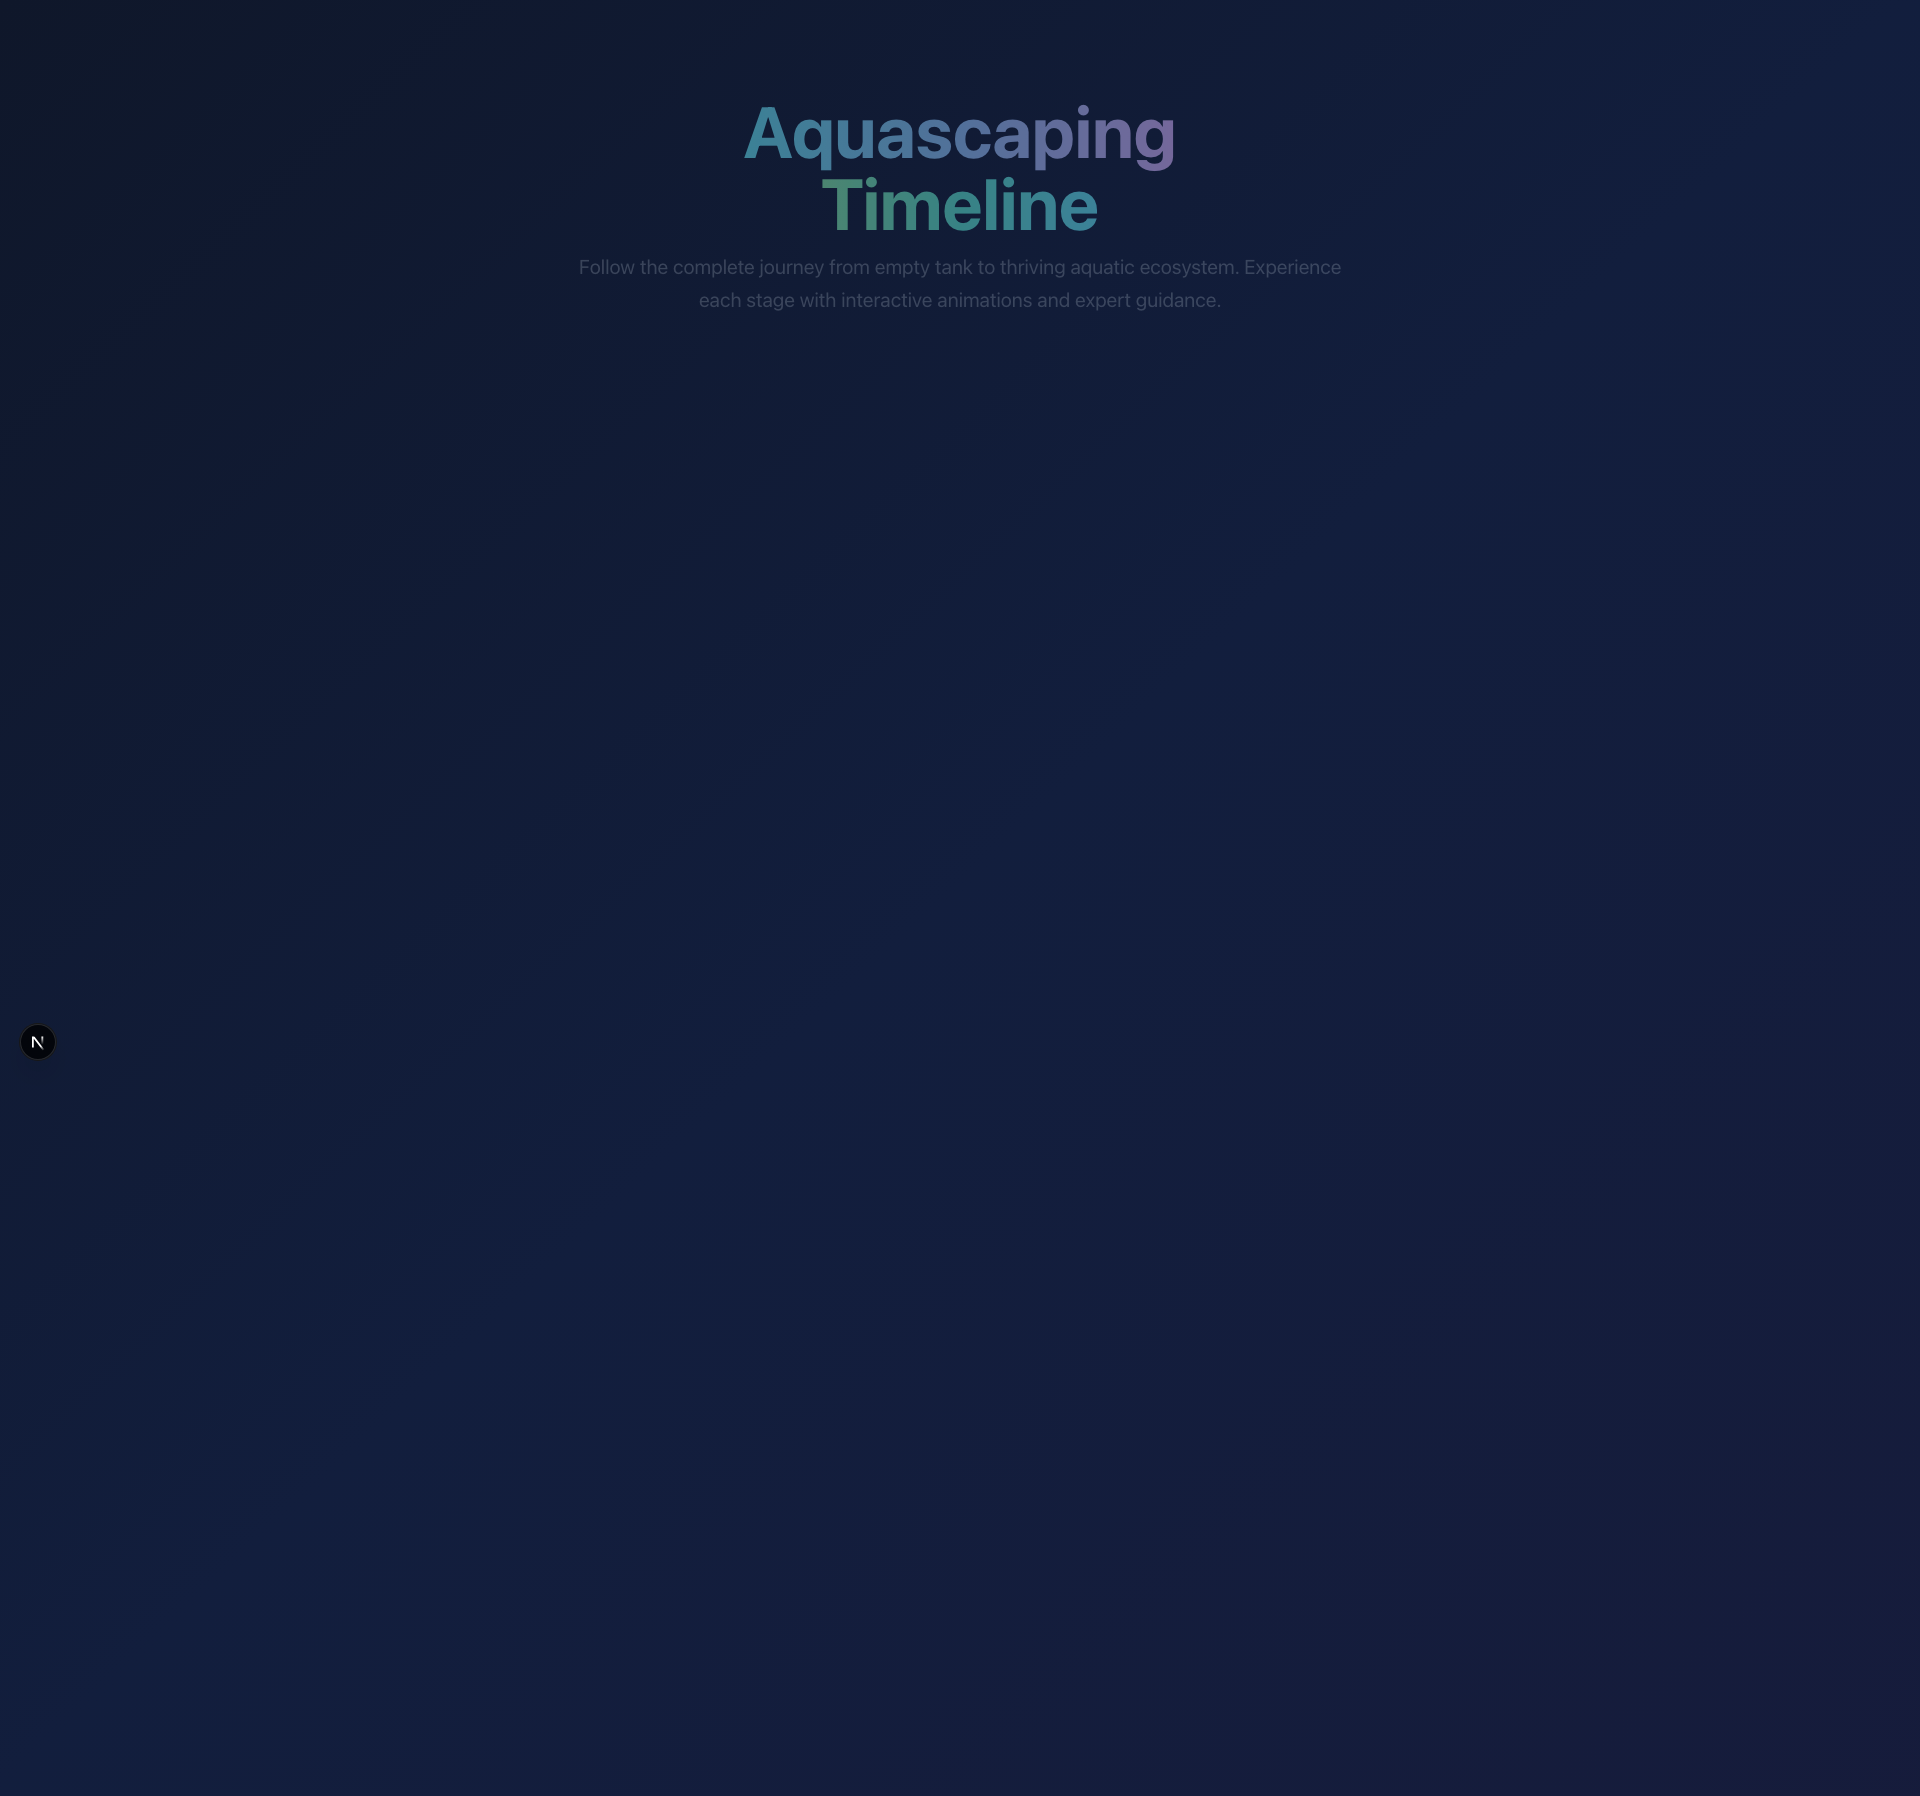 Aquascaping
Timeline
Follow the complete journey from empty tank to thriving aquatic ecosystem. Experience
each stage with interactive animations and expert guidance.
N